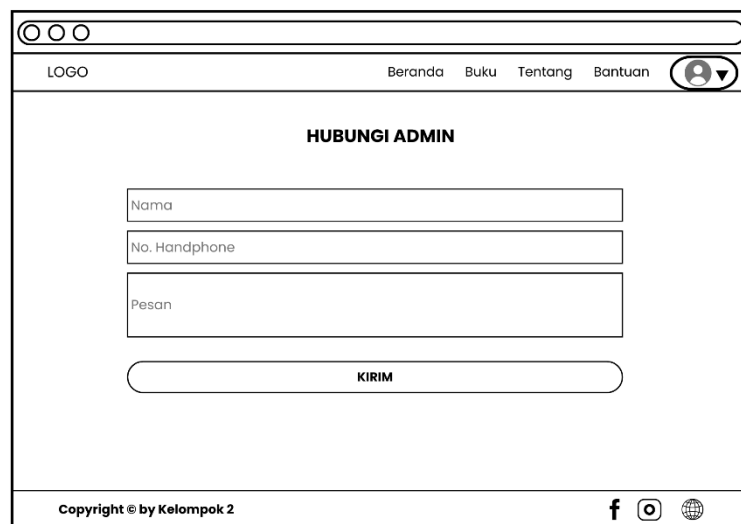 LOGO
Beranda Buku Tentang Bantuan
HUBUNGI ADMIN
Nama
No. Handphone
Pesan
KIRIM
Copyright © by Kelompok 2